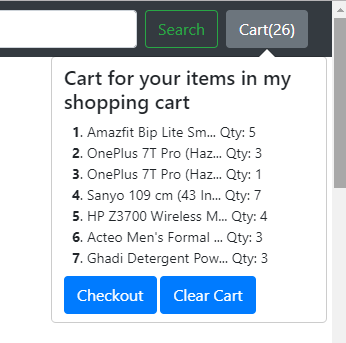 Search Cart(26)
Cart for your items in my
shopping cart
1. Amazfit Bip Lite Sm... Qty: 5
2. OnePlus 7T Pro (Haz... Qty: 3
3. OnePlus 7T Pro (Haz... Qty: 1
4. Sanyo 109 cm (43 In... Qty: 7
5. HP Z3700 Wireless M... Qty: 4
6. Acteo Men's Formal ... Qty: 3
7. Ghadi Detergent Pow... Qty: 3
Checkout Clear Cart